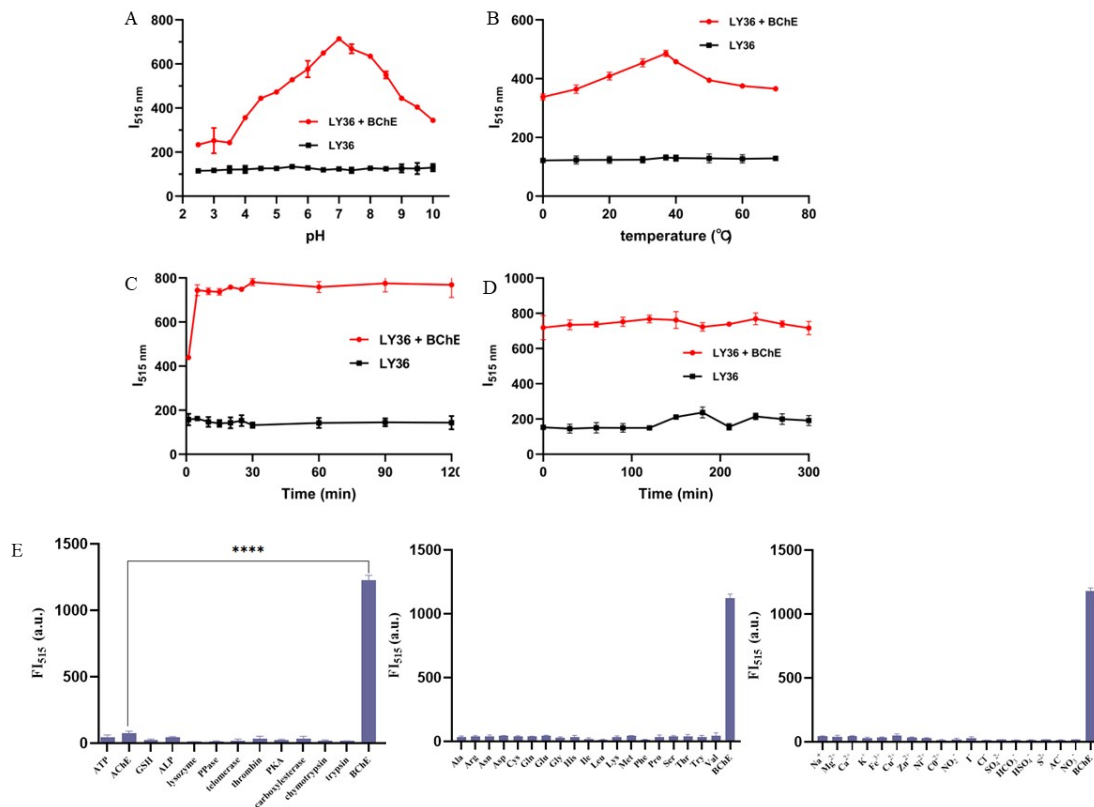 A
800
600
400
200
0
I515 nm
LY36 + BChE
LY36
2 3 4 5 6 7 8 9 10
pH
B
600
400
200
0
I515 nm
LY36 + BChE
LY36
0 20 40 60 80
temperature (℃)
C
800
600
400
200
0
I515 nm
LY36 + BChE
LY36
0 30 60 90 120
Time (min)
D
1000
800
600
400
200
0
I515 nm
LY36 + BChE
LY36
0 100 200 300
Time (min)
E
1500
1000
500
0
FI515 (a.u.)
****
ATP AChE GSH ALP lysozyme PPase telomerase thrombin PKA carboxylesterase chymotrypsin trypsin BChE
1500
1000
500
0
FI515 (a.u.)
Ala Arg Asn Asp Cys Gln Glu Gly His Ile Leu Lys Met Phe Pro Ser Thr Try Val BChE
1500
1000
500
0
FI515 (a.u.)
Na+ Mg2+ Ca2+ K+ Fe3+ Cu2+ Zn2+ Ni2+ NO2- I- Cl- SO42- HCO3- HSO4- S2- AC- NO3- BChE